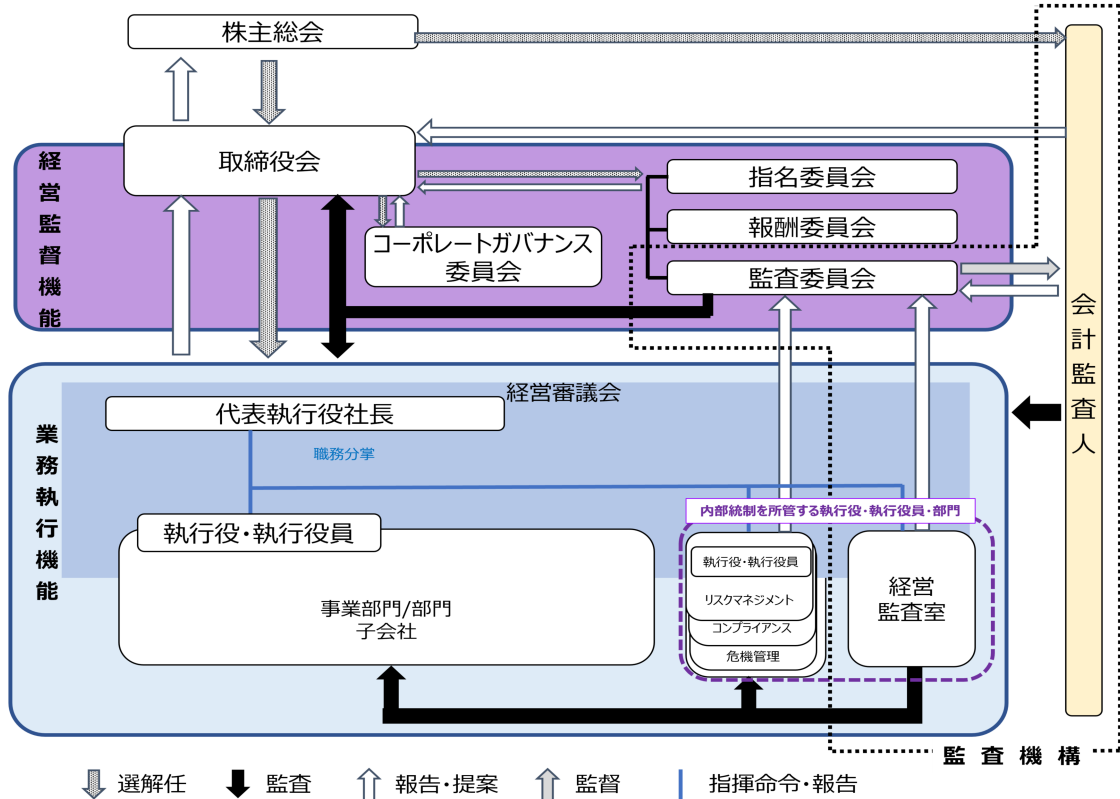 株主総会
取締役会
経営監督機能
指名委員会
報酬委員会
コーポレートガバナンス
委員会
監査委員会
会計監査人
経営審議会
代表執行役社長
職務分掌
業務執行機能
内部統制を所管する執行役・執行役員・部門
執行役・執行役員
執行役・執行役員
リスクマネジメント
コンプライアンス
危機管理
経営
監査室
事業部門/部門
子会社
監査機構
選解任
監査
報告・提案
監督
指揮命令・報告